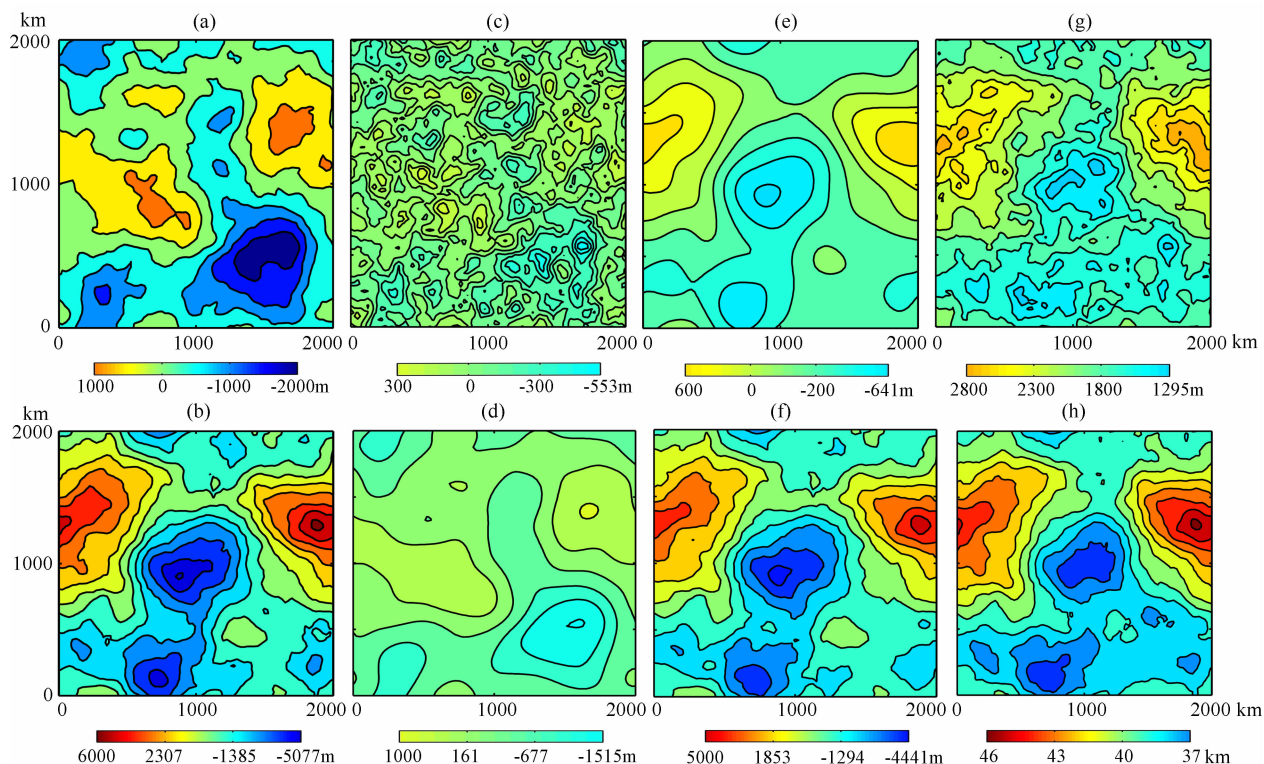 km (a) (c) (e) (g)
2000
1000
0
0 1000 2000 0 1000 2000 0 1000 2000 0 1000 2000 km
1000 0 -1000 -2000m 300 0 -300 -553m 600 0 -200 -641m 2800 2300 1800 1295m
km (b) (d) (f) (h)
2000
1000
0
0 1000 2000 0 1000 2000 0 1000 2000 0 1000 2000 km
6000 2307 -1385 -5077m 1000 161 -677 -1515m 5000 1853 -1294 -4441m 46 43 40 37 km